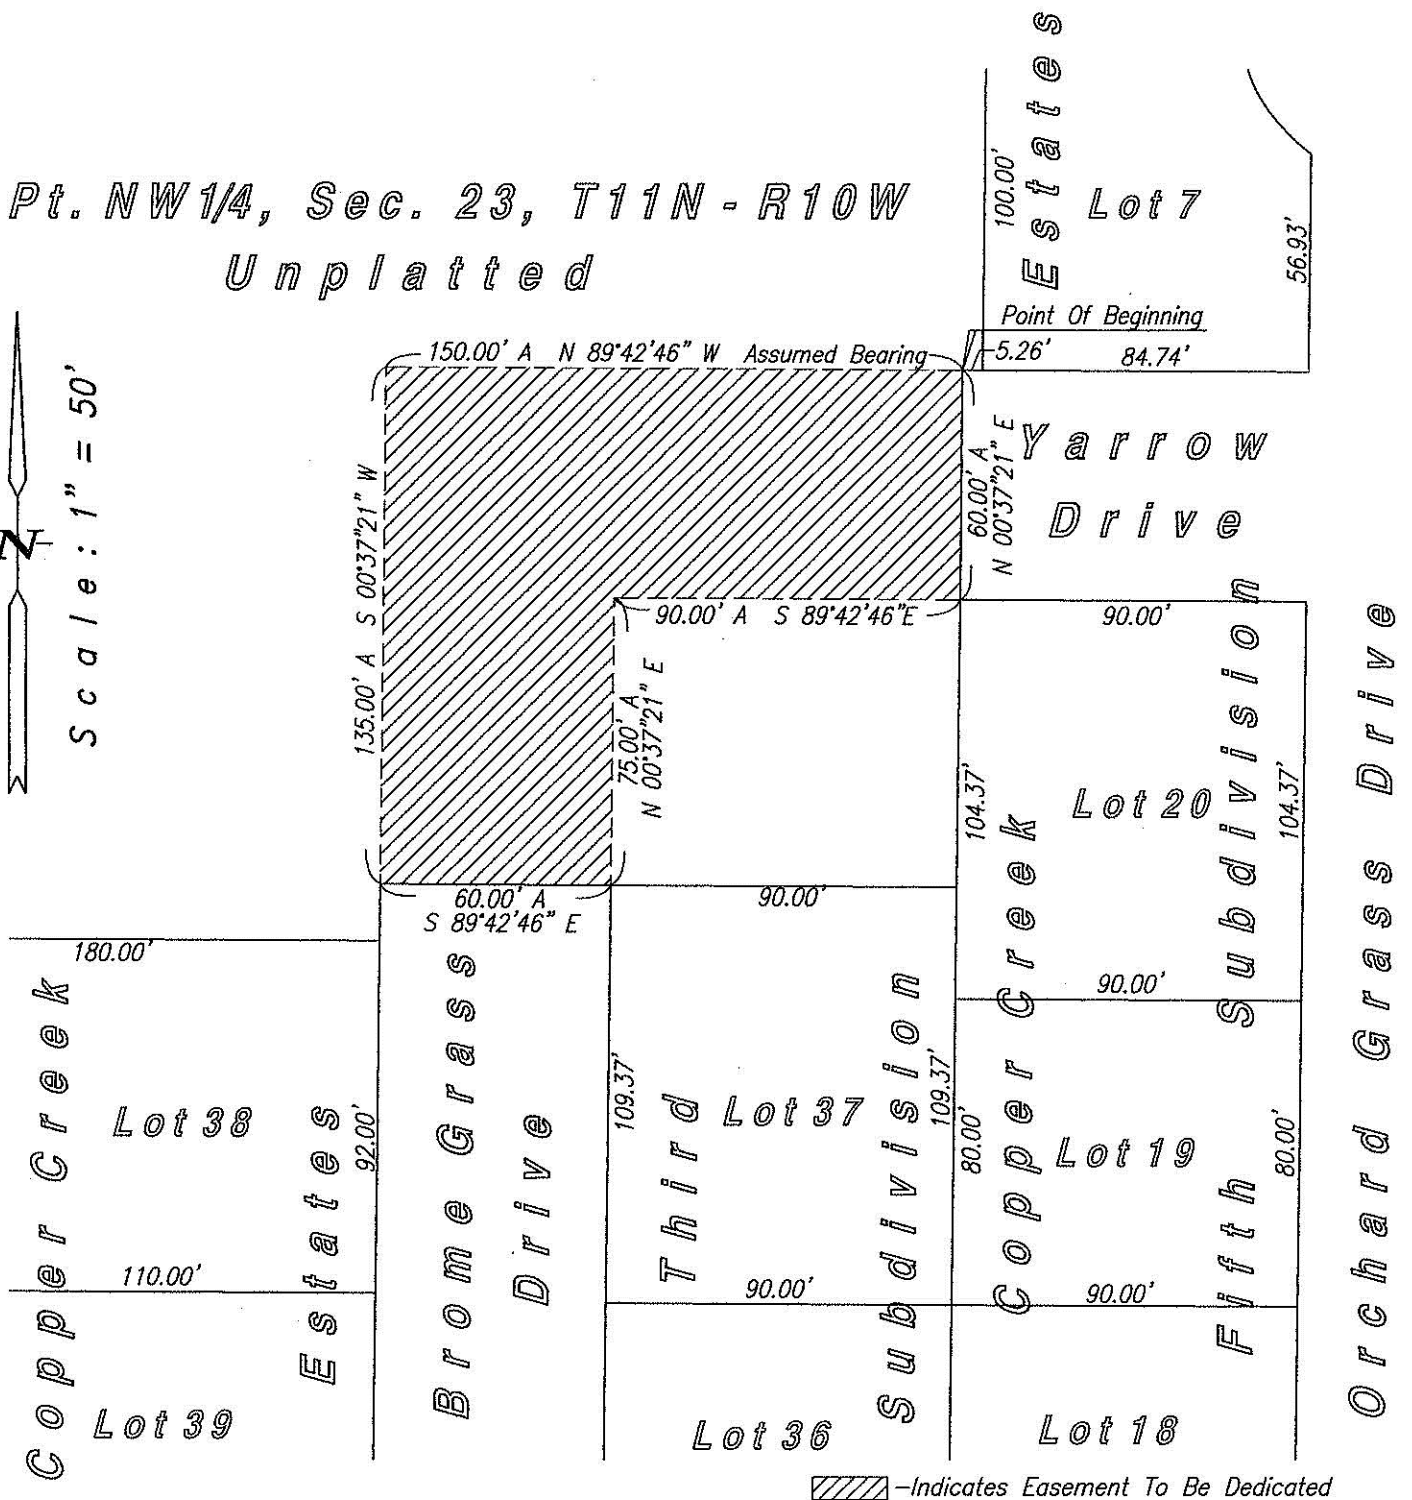 Pt. NW1/4, Sec. 23, T11N - R10W
Unplatted
Estates
Lot 7
100.00'
56.93'
Point Of Beginning
5.26'
84.74'
150.00' A N 89°42'46" W Assumed Bearing
Scale: 1" = 50'
N
135.00' A S 00°37'21" W
60.00' A
N 00°37'21" E
Yarrow
Drive
90.00' A S 89°42'46"E
75.00' A
N 00°37'21" E
90.00'
104.37'
Lot 20
104.37'
60.00' A
S 89°42'46" E
90.00'
180.00'
90.00'
Copper Creek
Estates
Lot 38
92.00'
110.00'
Lot 39
Brome Grass
Drive
109.37'
Third
Subdivision
Lot 37
109.37'
90.00'
Lot 36
80.00'
Copper Creek
Lot 19
80.00'
90.00'
Lot 18
Fifth Subdivision
Orchard Grass Drive
-Indicates Easement To Be Dedicated